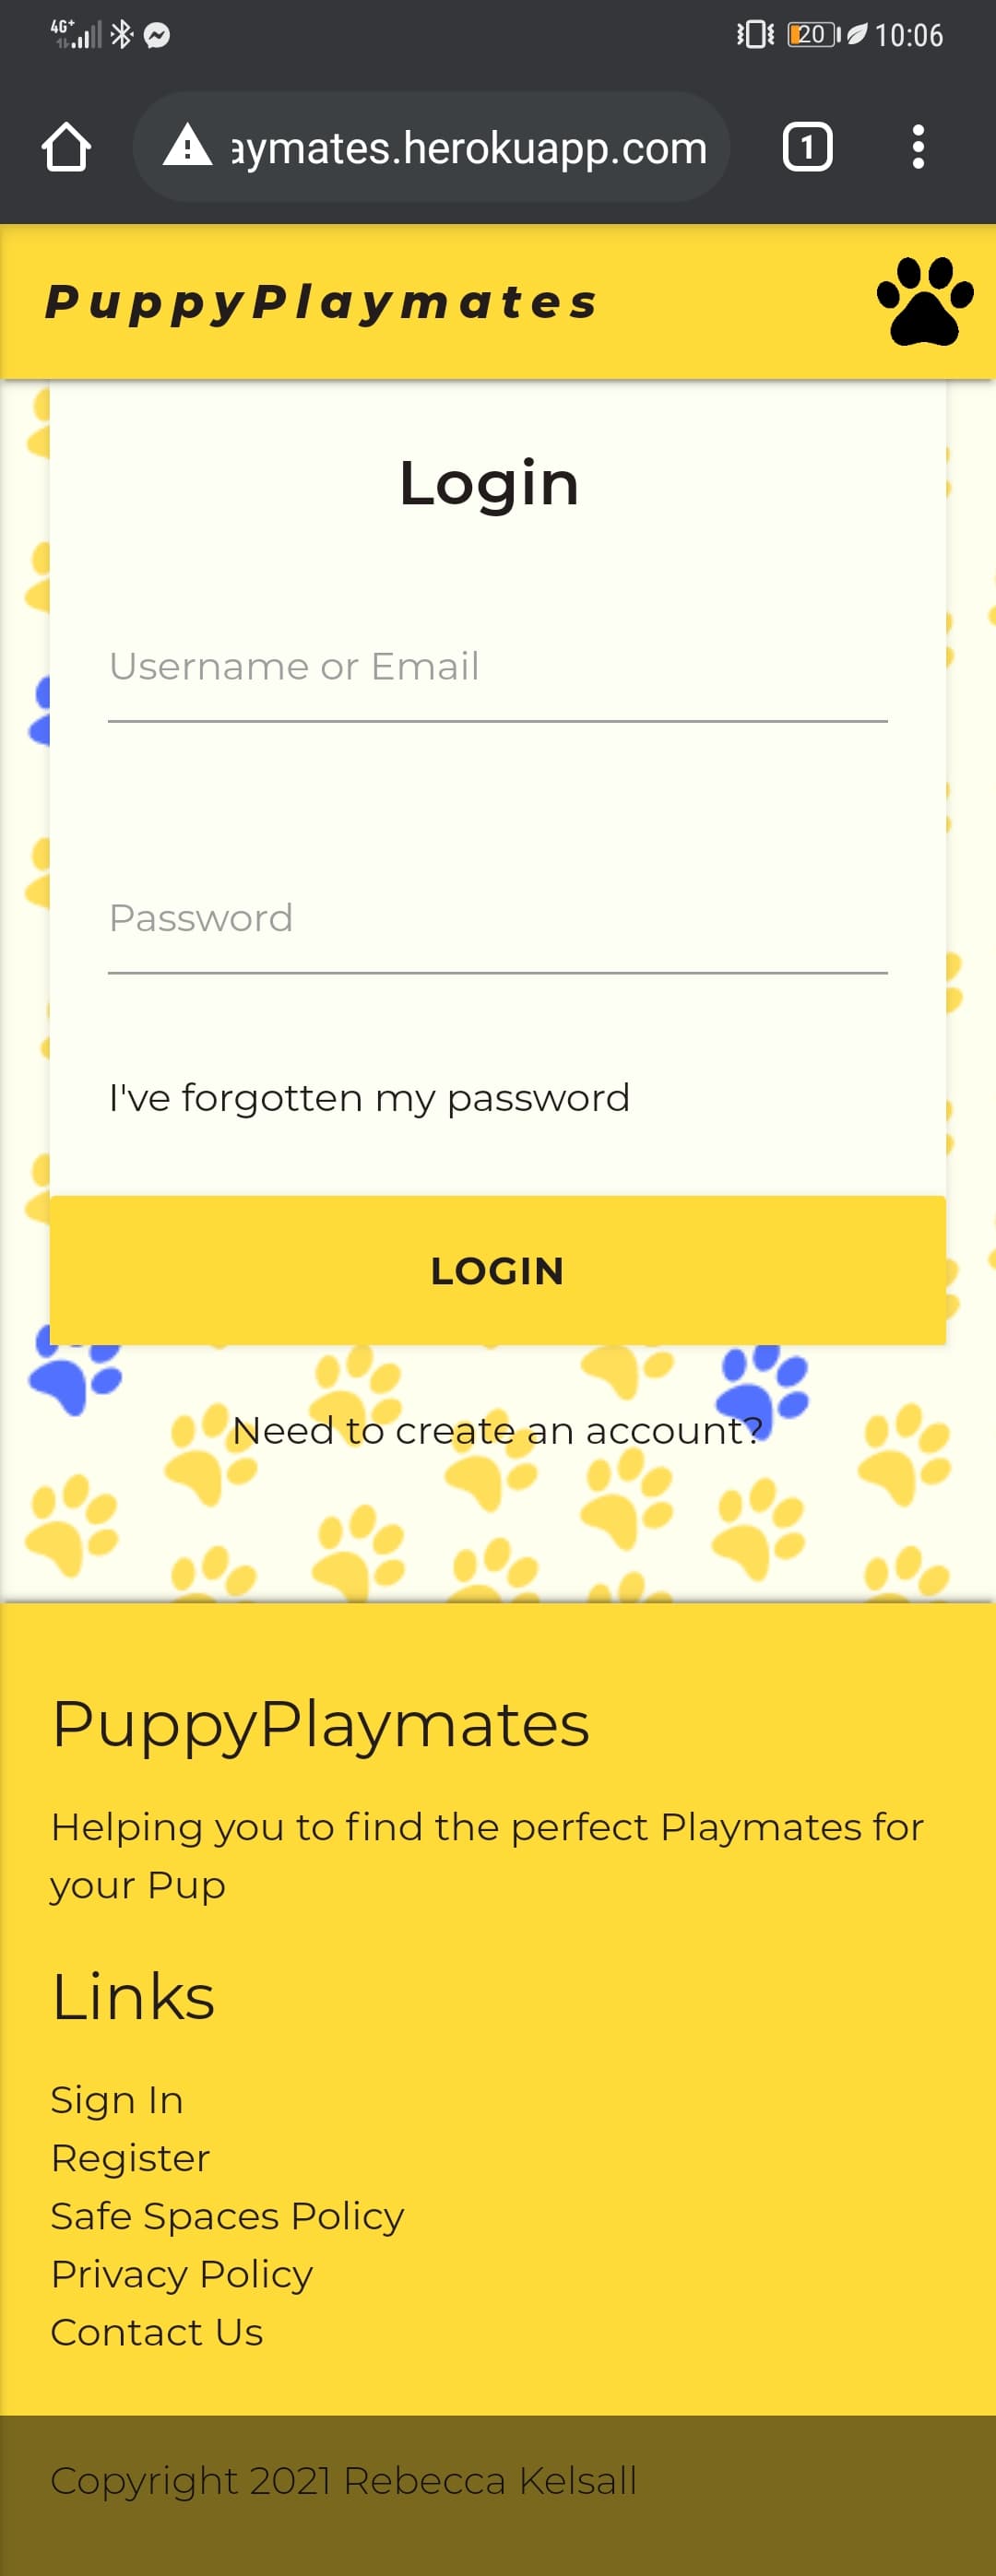 4G+
20
10:06
aymates.herokuapp.com
1
PuppyPlaymates
Login
Username or Email
Password
I've forgotten my password
LOGIN
Need to create an account?
PuppyPlaymates
Helping you to find the perfect Playmates for
your Pup
Links
Sign In
Register
Safe Spaces Policy
Privacy Policy
Contact Us
Copyright 2021 Rebecca Kelsall